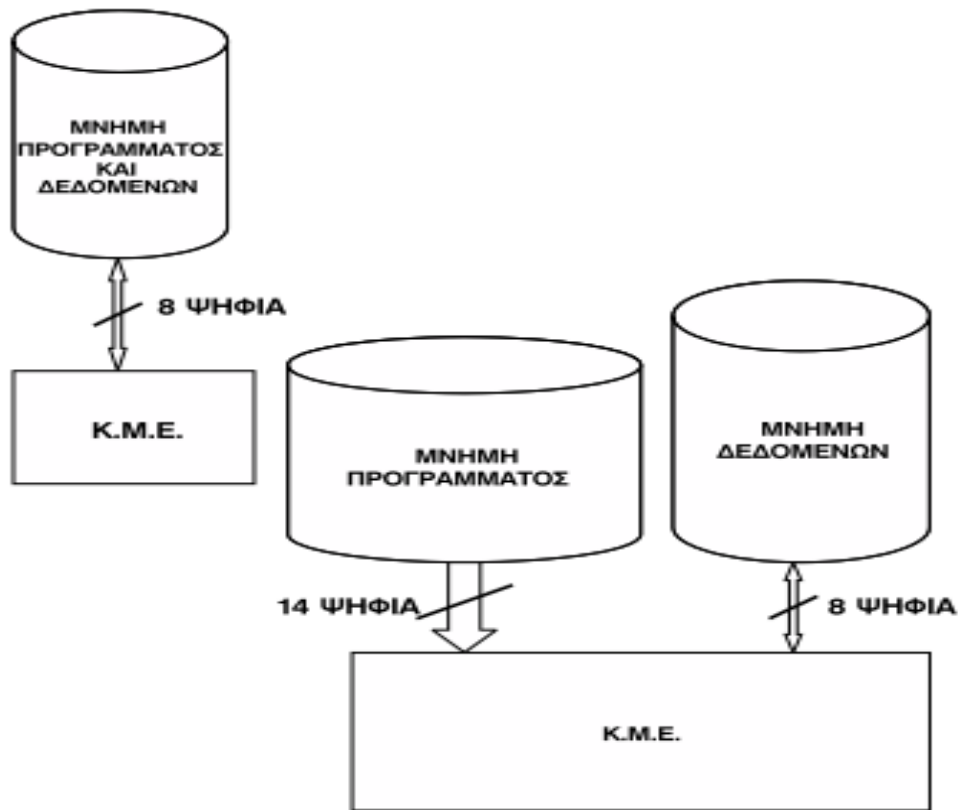 ΜΝΗΜΗ
ΠΡΟΓΡΑΜΜΑΤΟΣ
ΚΑΙ
ΔΕΔΟΜΕΝΩΝ
8 ΨΗΦΙΑ
Κ.Μ.Ε.
ΜΝΗΜΗ
ΠΡΟΓΡΑΜΜΑΤΟΣ
ΜΝΗΜΗ
ΔΕΔΟΜΕΝΩΝ
14 ΨΗΦΙΑ
8 ΨΗΦΙΑ
Κ.Μ.Ε.